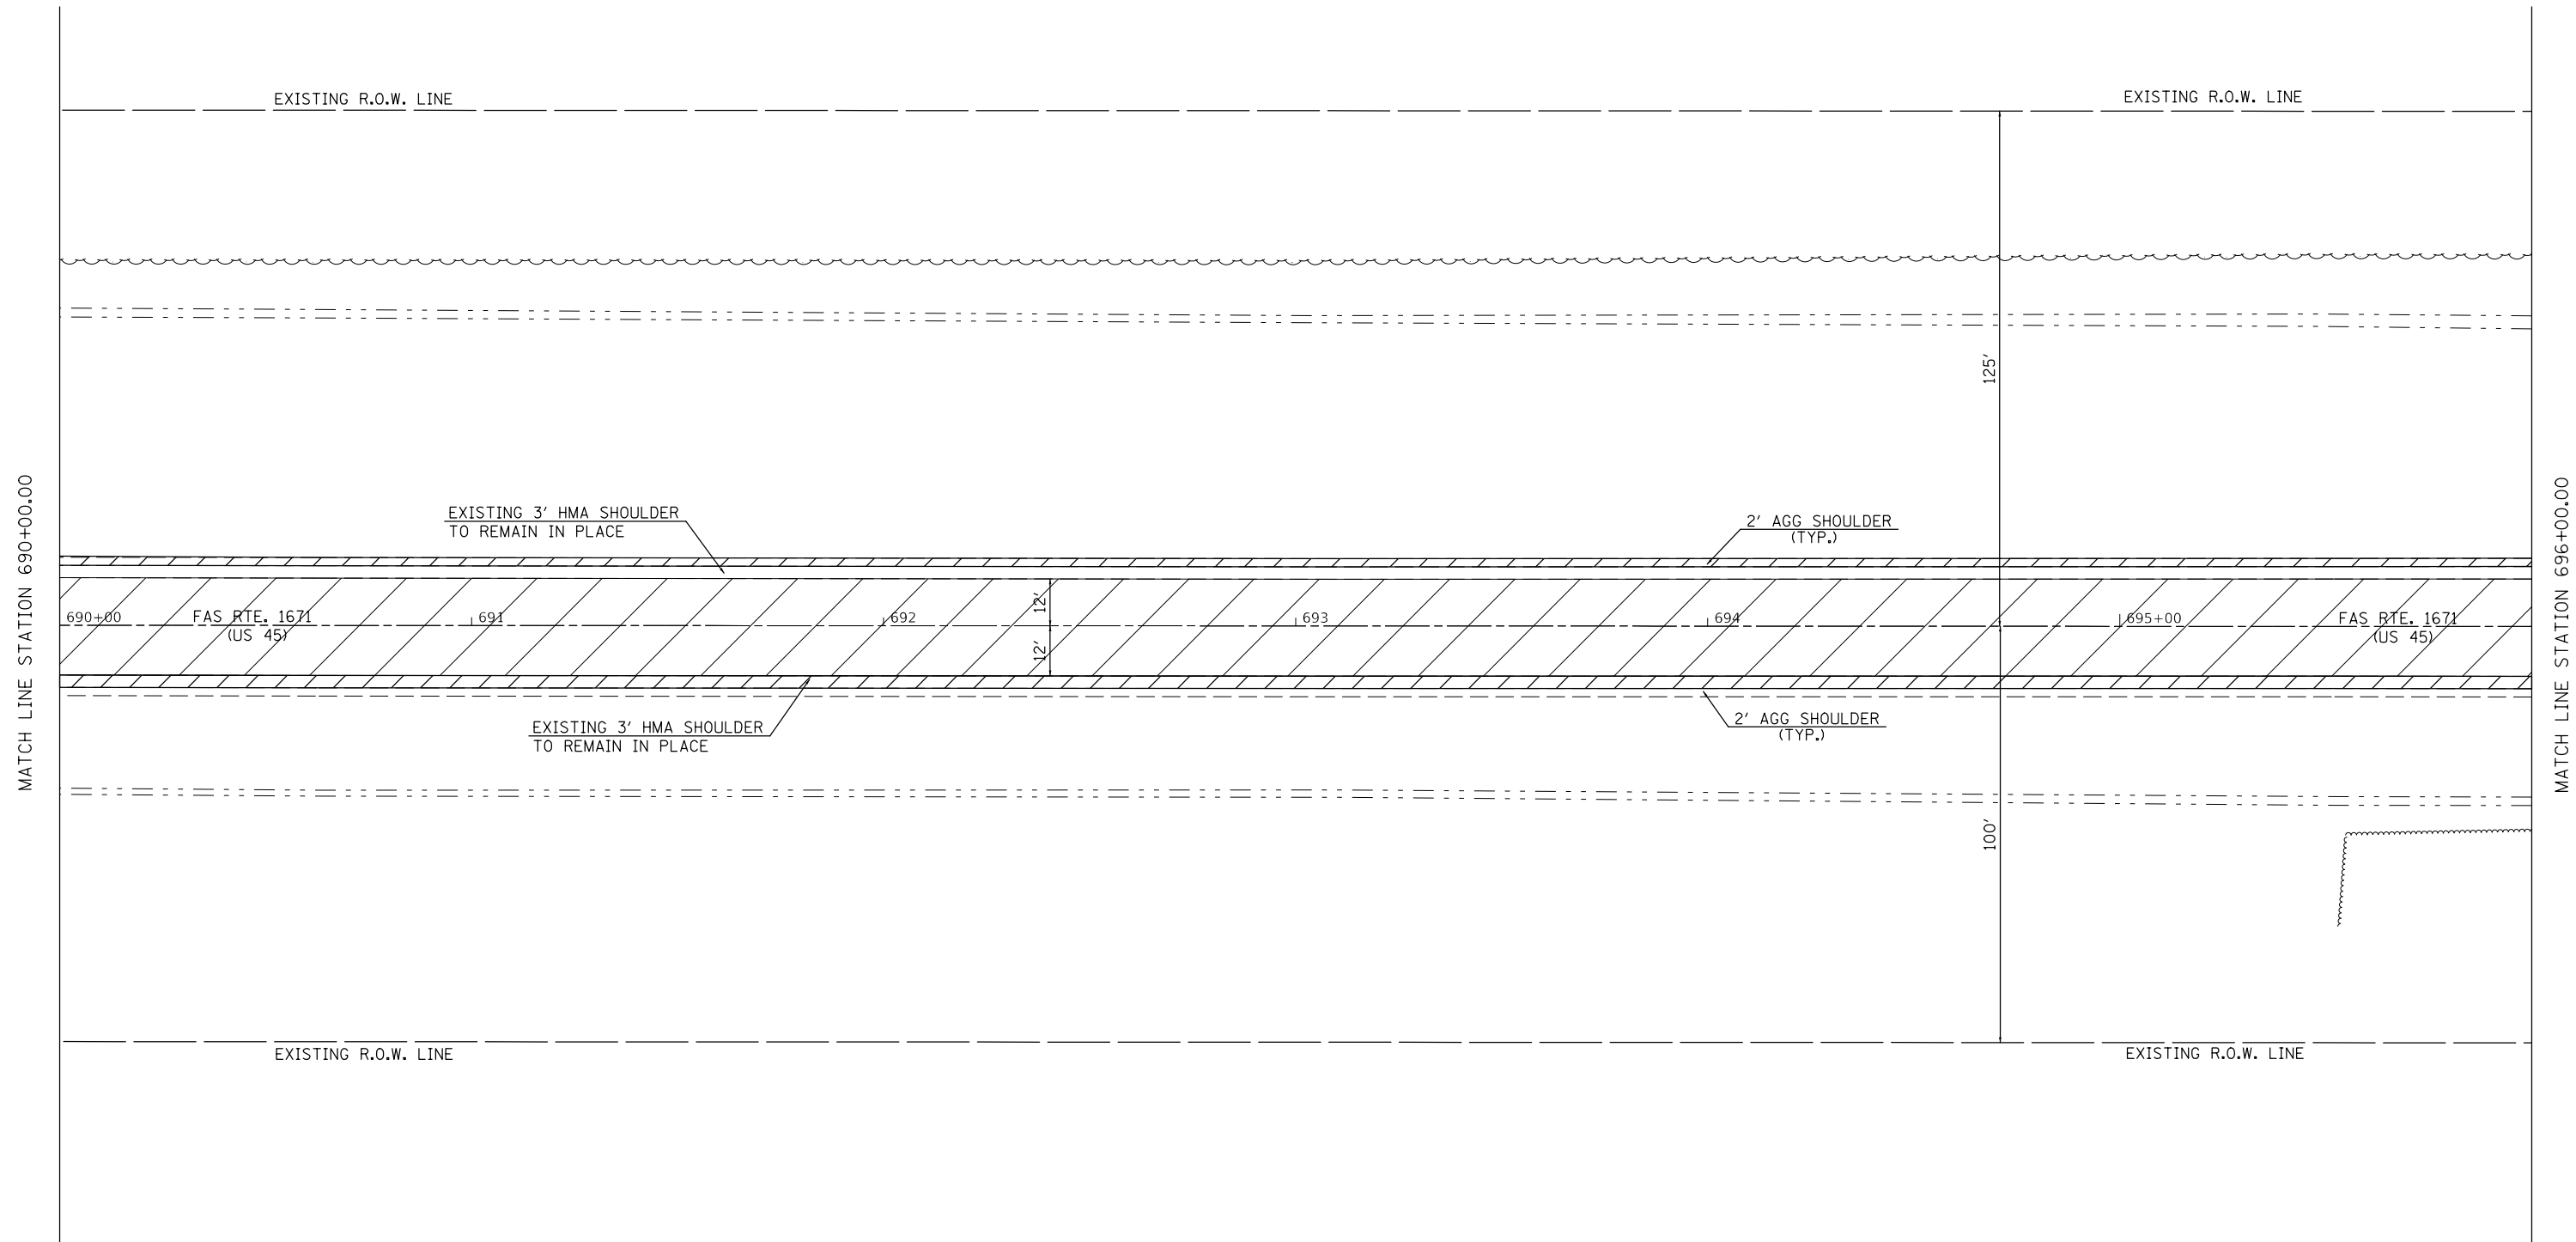 EXISTING R.O.W. LINE
EXISTING R.O.W. LINE
125′
MATCH LINE STATION 690+00.00
MATCH LINE STATION 696+00.00
EXISTING 3′ HMA SHOULDER
TO REMAIN IN PLACE
2′ AGG SHOULDER
(TYP.)
690+00
FAS RTE. 1671
(US 45)
691
692
12′
12′
693
694
695+00
FAS RTE. 1671
(US 45)
EXISTING 3′ HMA SHOULDER
TO REMAIN IN PLACE
2′ AGG SHOULDER
(TYP.)
100′
EXISTING R.O.W. LINE
EXISTING R.O.W. LINE